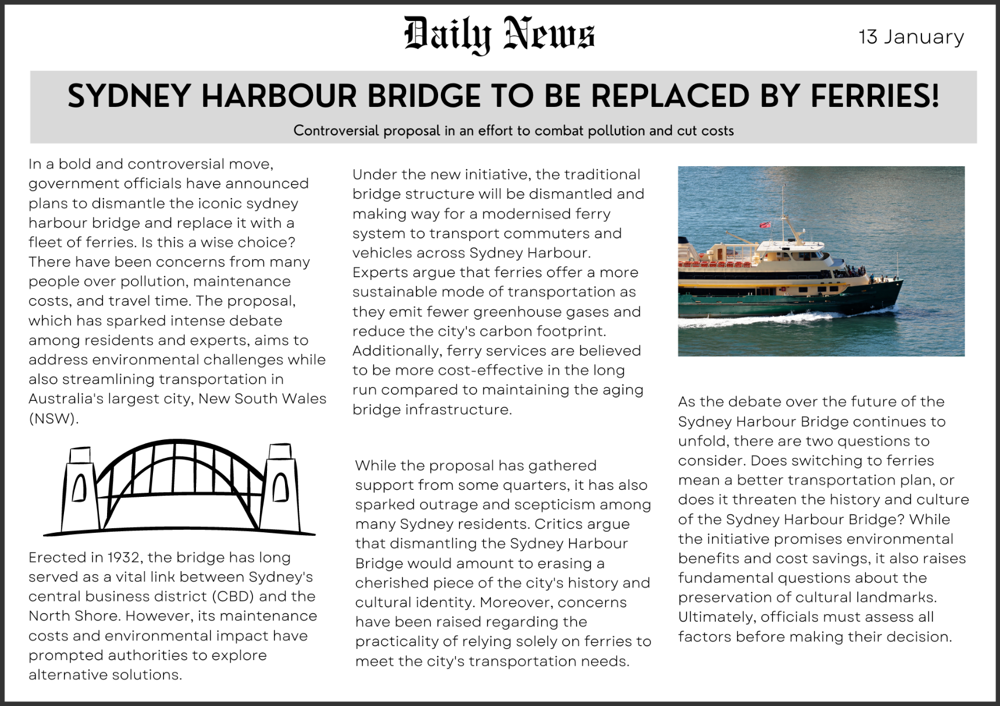 Daily News
13 January
SYDNEY HARBOUR BRIDGE TO BE REPLACED BY FERRIES!
Controversial proposal in an effort to combat pollution and cut costs
In a bold and controversial move,
government officials have announced
plans to dismantle the iconic sydney
harbour bridge and replace it with a
fleet of ferries. Is this a wise choice?
There have been concerns from many
people over pollution, maintenance
costs, and travel time. The proposal,
which has sparked intense debate
among residents and experts, aims to
address environmental challenges while
also streamlining transportation in
Australia's largest city, New South Wales
(NSW).
Erected in 1932, the bridge has long
served as a vital link between Sydney's
central business district (CBD) and the
North Shore. However, its maintenance
costs and environmental impact have
prompted authorities to explore
alternative solutions.
Under the new initiative, the traditional
bridge structure will be dismantled and
making way for a modernised ferry
system to transport commuters and
vehicles across Sydney Harbour.
Experts argue that ferries offer a more
sustainable mode of transportation as
they emit fewer greenhouse gases and
reduce the city's carbon footprint.
Additionally, ferry services are believed
to be more cost-effective in the long
run compared to maintaining the aging
bridge infrastructure.
While the proposal has gathered
support from some quarters, it has also
sparked outrage and scepticism among
many Sydney residents. Critics argue
that dismantling the Sydney Harbour
Bridge would amount to erasing a
cherished piece of the city's history and
cultural identity. Moreover, concerns
have been raised regarding the
practicality of relying solely on ferries to
meet the city's transportation needs.
As the debate over the future of the
Sydney Harbour Bridge continues to
unfold, there are two questions to
consider. Does switching to ferries
mean a better transportation plan, or
does it threaten the history and culture
of the Sydney Harbour Bridge? While
the initiative promises environmental
benefits and cost savings, it also raises
fundamental questions about the
preservation of cultural landmarks.
Ultimately, officials must assess all
factors before making their decision.